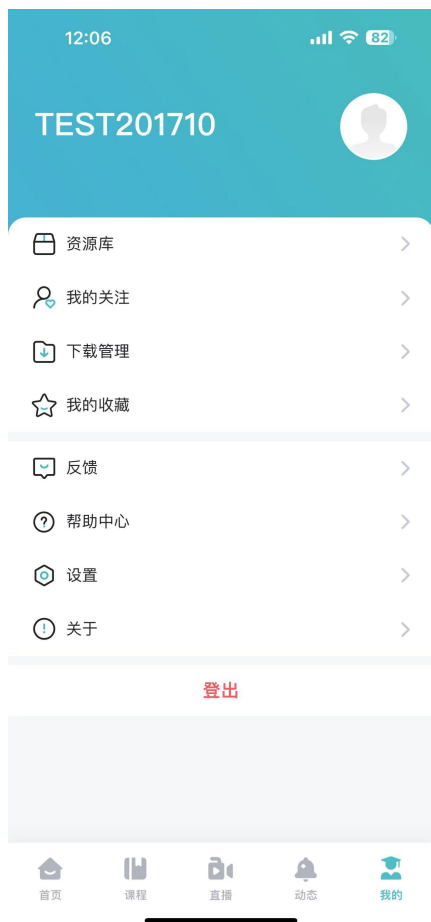 12:06
82
TEST201710
资源库
我的关注
下载管理
我的收藏
反馈
帮助中心
设置
关于
登出
首页
课程
直播
动态
我的